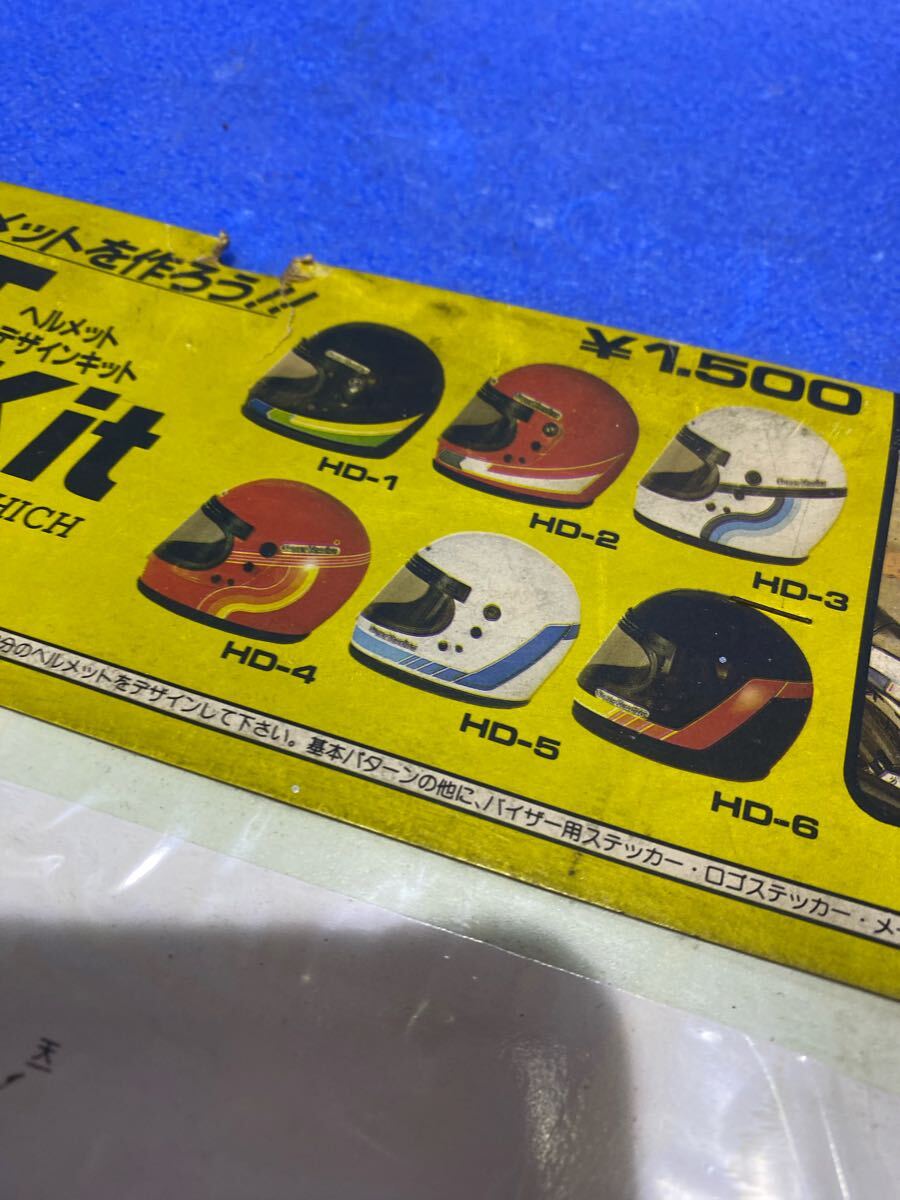 メットを作ろう!!
T
ヘルメット
デザインキット
Kit
HICH
¥1.500
HD-1
HD-2
HD-3
HD-4
HD-5
HD-6
分のヘルメットをデザインして下さい。基本パターンの他に、バイザー用ステッカー・ロゴステッカー・メー
天